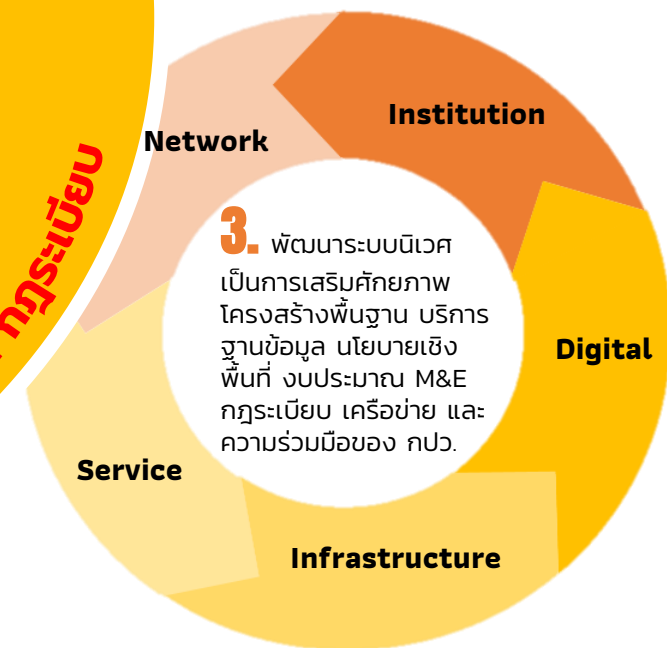 Institution
Network
กฎระเบียบ
3. พัฒนาระบบนิเวศ
เป็นการเสริมศักยภาพ
โครงสร้างพื้นฐาน บริการ
ฐานข้อมูล นโยบายเชิง
พื้นที่ งบประมาณ M&E
กฎระเบียบ เครือข่าย และ
ความร่วมมือของ กปว.
Digital
Service
Infrastructure